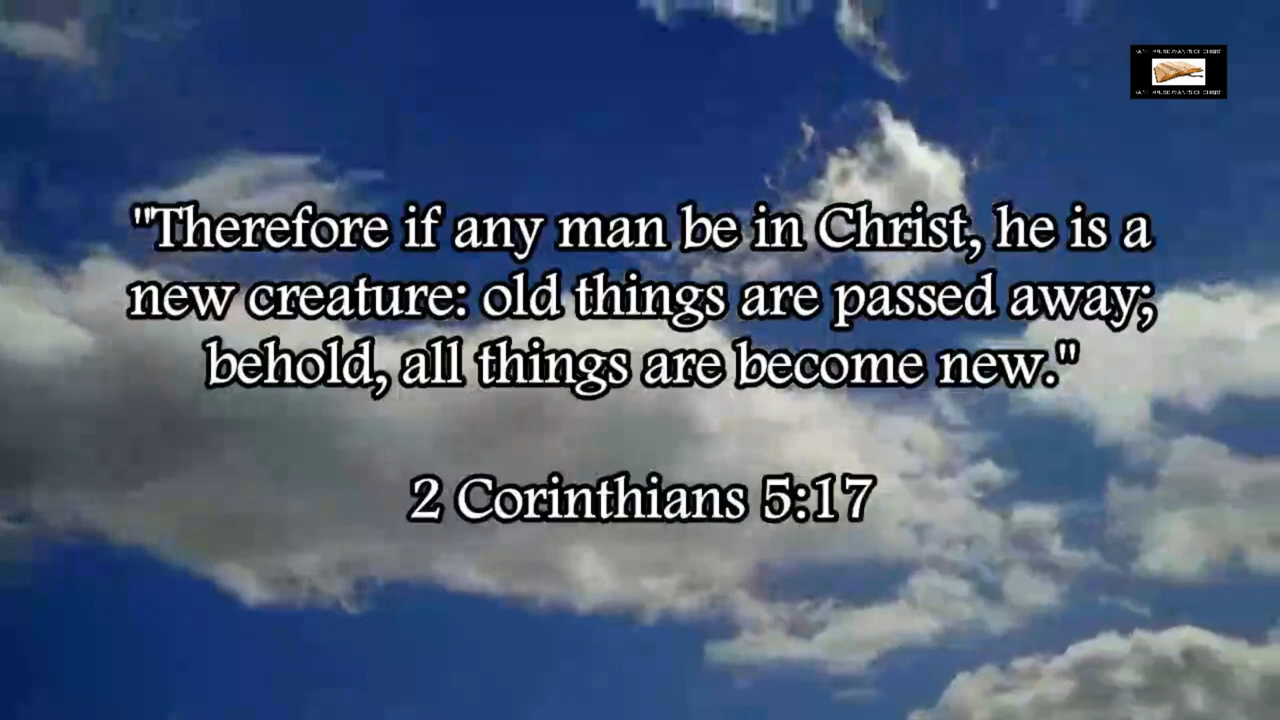 "Therefore if any man be in Christ, he is a
new creature: old things are passed away;
behold, all things are become new."
2 Corinthians 5:17